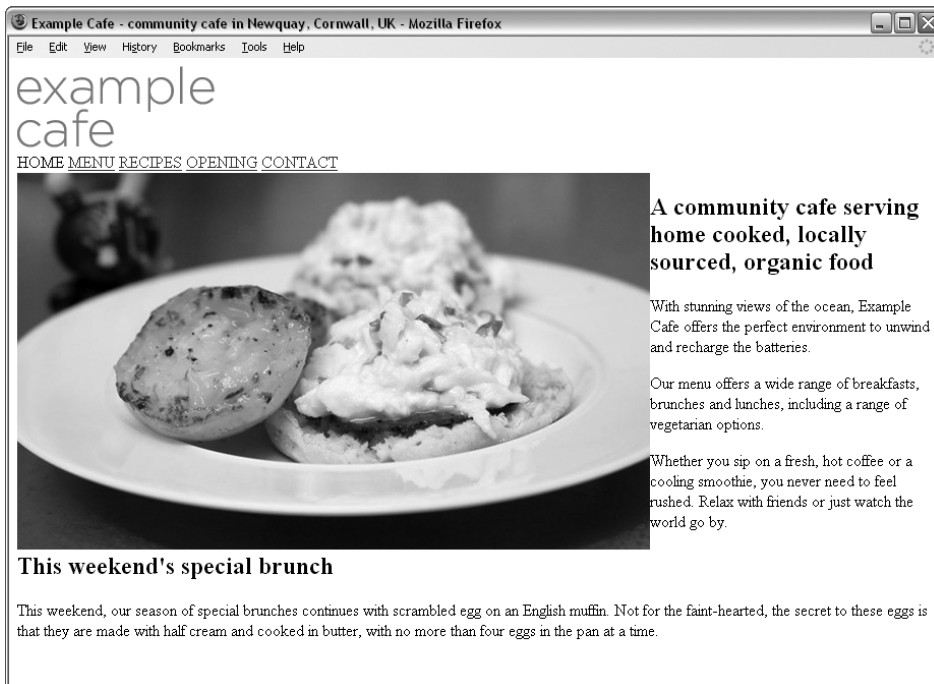 Example Cafe - community cafe in Newquay, Cornwall, UK - Mozilla Firefox
File Edit View History Bookmarks Tools Help
example
cafe
HOME MENU RECIPES OPENING CONTACT
A community cafe serving
home cooked, locally
sourced, organic food
With stunning views of the ocean, Example
Cafe offers the perfect environment to unwind
and recharge the batteries.
Our menu offers a wide range of breakfasts,
brunches and lunches, including a range of
vegetarian options.
Whether you sip on a fresh, hot coffee or a
cooling smoothie, you never need to feel
rushed. Relax with friends or just watch the
world go by.
This weekend's special brunch
This weekend, our season of special brunches continues with scrambled egg on an English muffin. Not for the faint-hearted, the secret to these eggs is
that they are made with half cream and cooked in butter, with no more than four eggs in the pan at a time.